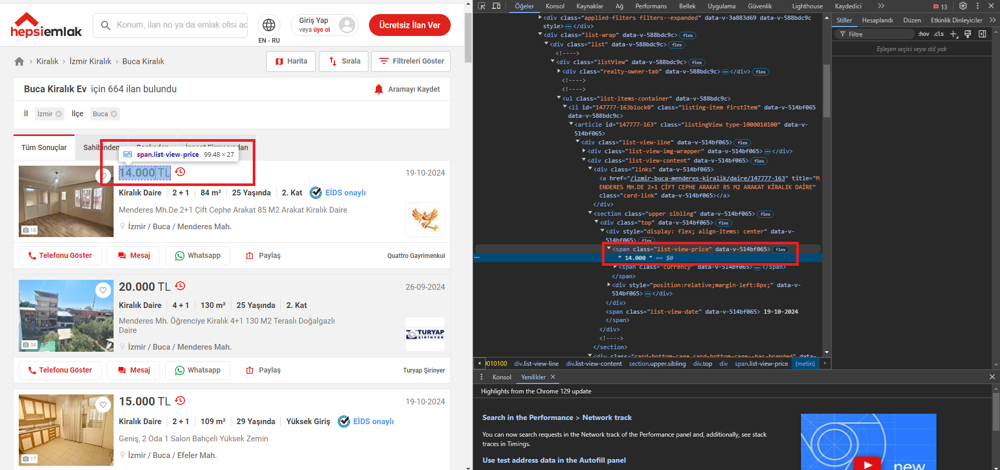 hepsiemlak
Konum, ilan no ya da emlak ofisi ac
EN - RU
Giriş Yap
veya üye ol
Ücretsiz İlan Ver
Kiralık
İzmir Kiralık
Buca Kiralık
Harita
Sırala
Filtreleri Göster
Buca Kiralık Ev için 664 ilan bulundu
Aramayı Kaydet
İl
İzmir
İlçe
Buca
Tüm Sonuçlar
span.list-view-price 99.48 × 27
14.000 TL
19-10-2024
Kiralık Daire 2 + 1 84 m² 25 Yaşında 2. Kat EİDS onaylı
Menderes Mh.De 2+1 Çift Cephe Arakat 85 M2 Arakat Kiralık Daire
İzmir / Buca / Menderes Mah.
18
Telefonu Göster
Mesaj
Whatsapp
Paylaş
Quattro Gayrimenkul
20.000 TL
26-09-2024
Kiralık Daire 4 + 1 130 m² 25 Yaşında 2. Kat
Menderes Mh. Öğrenciye Kiralık 4+1 130 M2 Teraslı Doğalgazlı
Daire
TURYAP
ŞİRİNYER
İzmir / Buca / Menderes Mah.
34
Telefonu Göster
Mesaj
Whatsapp
Paylaş
Turyap Şirinyer
15.000 TL
19-10-2024
Kiralık Daire 2 + 1 109 m² 29 Yaşında Yüksek Giriş EİDS onaylı
Geniş, 2 Oda 1 Salon Bahçeli Yüksek Zemin
İzmir / Buca / Efeler Mah.
17
Öğeler Konsol Kaynaklar Ağ Performans Bellek Uygulama Güvenlik Lighthouse Kaydedici 13
<div class="applied-filters filters--expanded" data-v-3a883d69 data-v-588bdc9c
style>…</div>
<div class="list-wrap" data-v-588bdc9c> flex
<div class="list" data-v-588bdc9c> flex
<!---->
<div class="listView" data-v-588bdc9c> flex
<div class="realty-owner-tab" data-v-588bdc9c>…</div> flex
<!---->
<!---->
<ul class="list-items-container" data-v-588bdc9c>
<li id="147777-163block0" class="listing-item firstItem" data-v-514bf065
data-v-588bdc9c>
<article id="147777-163" class="listingView type-1000010100" data-v-
514bf065>
<div class="list-view-line" data-v-514bf065> flex
<div class="list-view-img-wrapper" data-v-514bf065>…</div>
<div class="list-view-content" data-v-514bf065> flex
<div class="links" data-v-514bf065>
<a href="/izmir-buca-menderes-kiralik/daire/147777-163" title="M
ENDERES MH.DE 2+1 ÇİFT CEPHE ARAKAT 85 M2 ARAKAT KİRALIK DAİRE"
class="card-link" data-v-514bf065></a>
</div>
<section class="upper sibling" data-v-514bf065> flex
<div class="top" data-v-514bf065> flex
<div style="display: flex; align-items: center" data-v-
514bf065> flex
<span class="list-view-price" data-v-514bf065> flex
" 14.000 " == $0
<span class="currency" data-v-514bf065>…</span>
</span>
<div style="position:relative;margin-left:8px;" data-v-
514bf065>…</div>
</div>
<span class="list-view-date" data-v-514bf065> 19-10-2024
</span>
</div>
<!---->
</section>
<div class="card-bottom-cage card-bottom-cage--has-branded" data-
0010100 div.list-view-line div.list-view-content section.upper.sibling div.top div span.list-view-price (metin)
Stiller Hesaplandı Düzen Etkinlik Dinleyiciler
Filtre :hov .cls
Eşleşen seçici veya stil yok
Konsol Yenilikler
Highlights from the Chrome 129 update
Search in the Performance > Network track
You can now search requests in the Network track of the Performance panel and, additionally, see stack
traces in Timings.
Use test address data in the Autofill panel
new